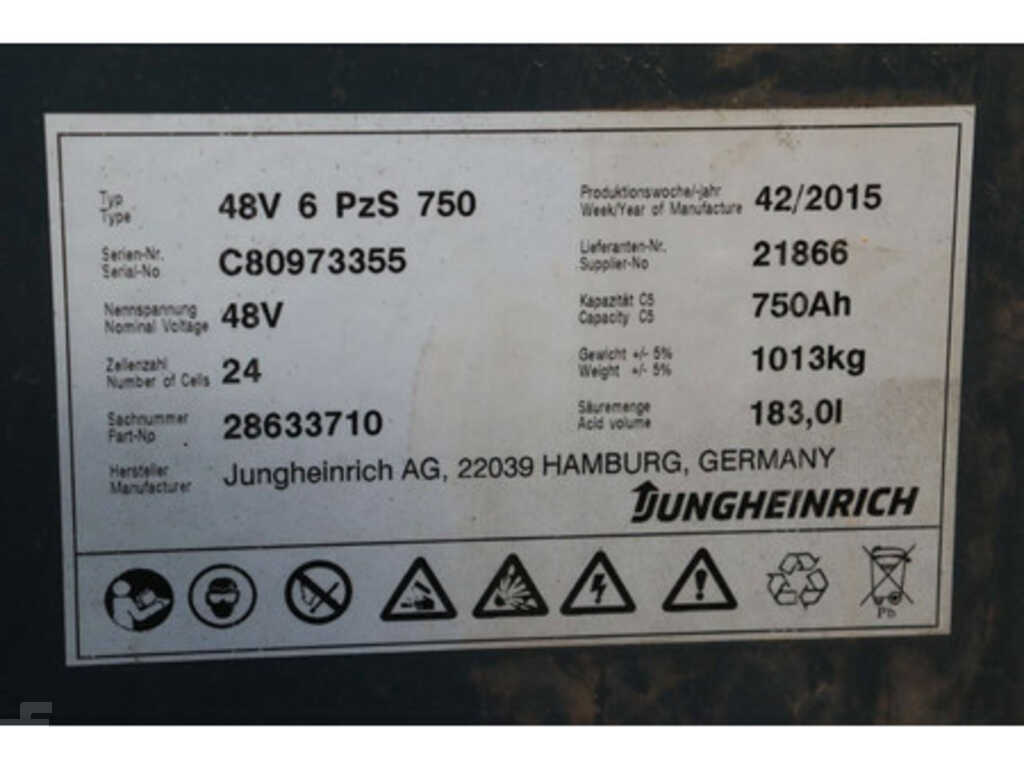 Typ
Type
48V 6 PzS 750
Produktionswoche/-jahr
Week/Year of Manufacture
42/2015
Serien-Nr.
Serial-No
C80973355
Lieferanten-Nr.
Supplier-No
21866
Nennspannung
Nominal Voltage
48V
Kapazität C5
Capacity C5
750Ah
Zellenzahl
Number of Cells
24
Gewicht +/- 5%
Weight +/- 5%
1013kg
Sachnummer
Part-No
28633710
Säuremenge
Acid volume
183,0l
Hersteller
Manufacturer
Jungheinrich AG, 22039 HAMBURG, GERMANY
JUNGHEINRICH
Pb